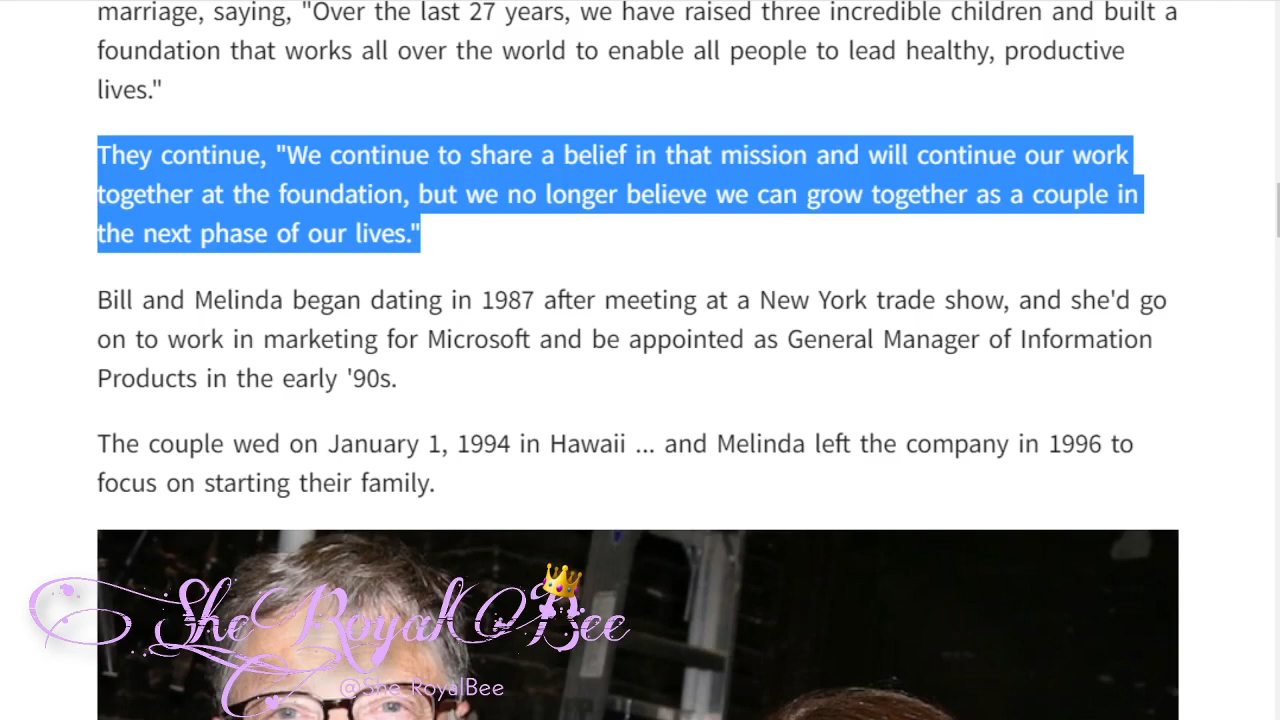 marriage, saying, "Over the last 27 years, we have raised three incredible children and built a
foundation that works all over the world to enable all people to lead healthy, productive
lives."
They continue, "We continue to share a belief in that mission and will continue our work
together at the foundation, but we no longer believe we can grow together as a couple in
the next phase of our lives."
Bill and Melinda began dating in 1987 after meeting at a New York trade show, and she'd go
on to work in marketing for Microsoft and be appointed as General Manager of Information
Products in the early '90s.
The couple wed on January 1, 1994 in Hawaii ... and Melinda left the company in 1996 to
focus on starting their family.
SheRoyalBee
@She_RoyalBee